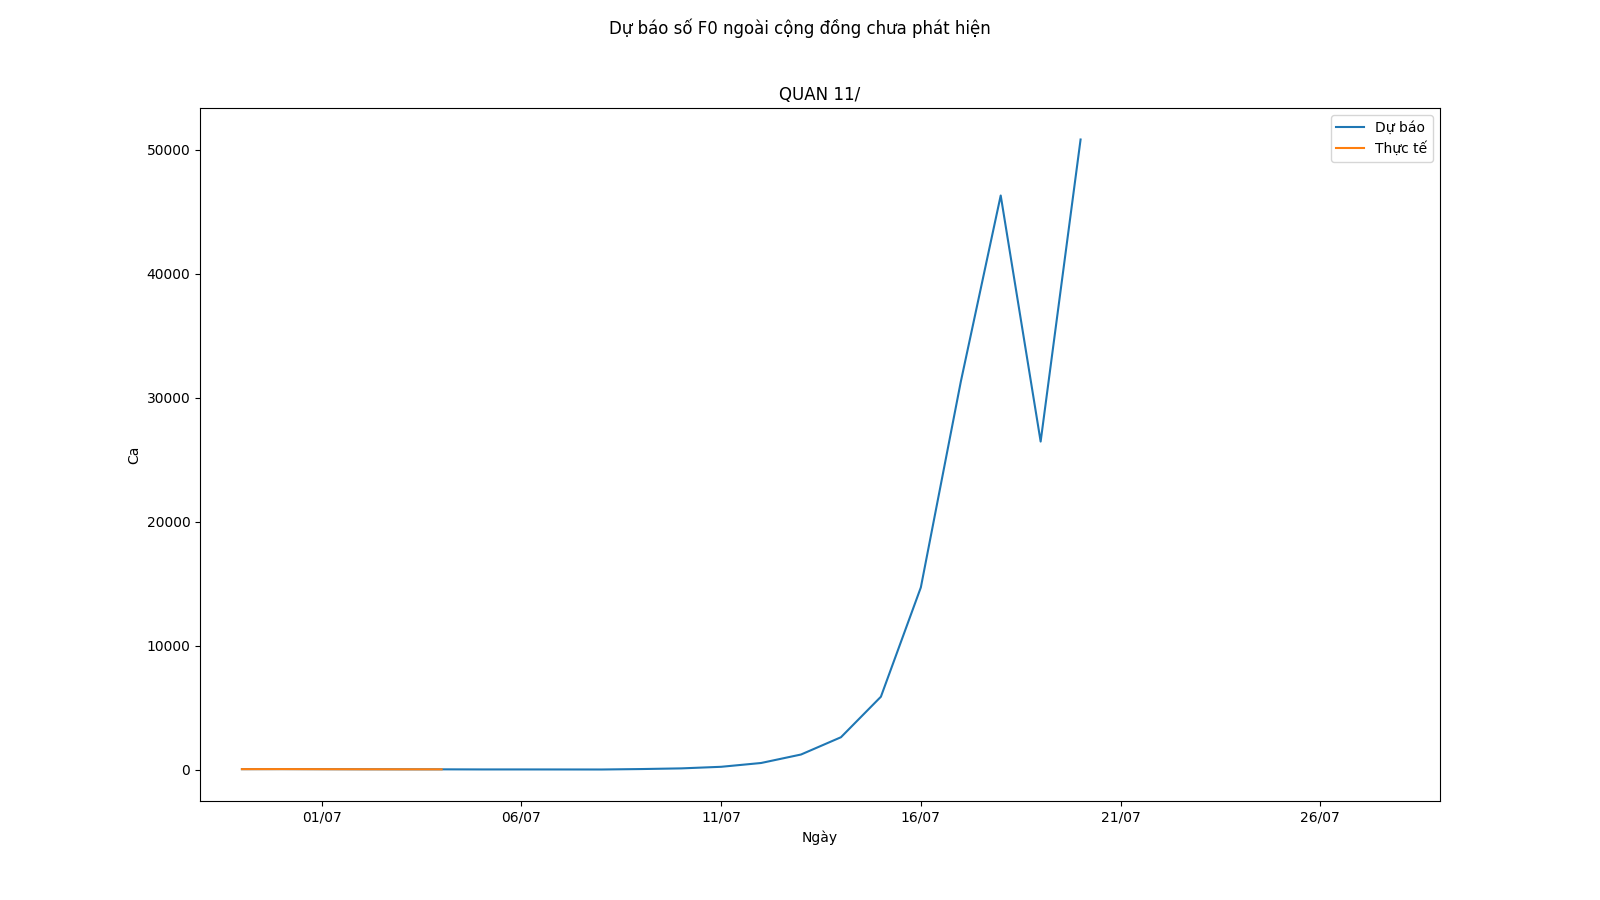 Dự báo số F0 ngoài cộng đồng chưa phát hiện
QUAN 11/
Dự báo
Thực tế
50000
40000
30000
20000
10000
0
Ca
01/07
06/07
11/07
16/07
21/07
26/07
Ngày